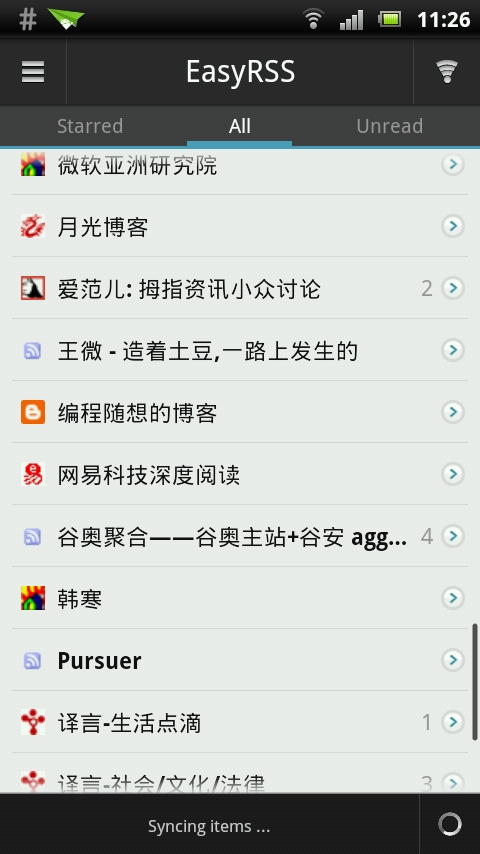 11:26
EasyRSS
Starred All Unread
微软亚洲研究院
月光博客
爱范儿: 拇指资讯小众讨论 2
王微 - 造着土豆,一路上发生的
编程随想的博客
网易科技深度阅读
谷奥聚合——谷奥主站+谷安 agg... 4
韩寒
Pursuer
译言-生活点滴 1
译言-社会/文化/法律 3
Syncing items ...